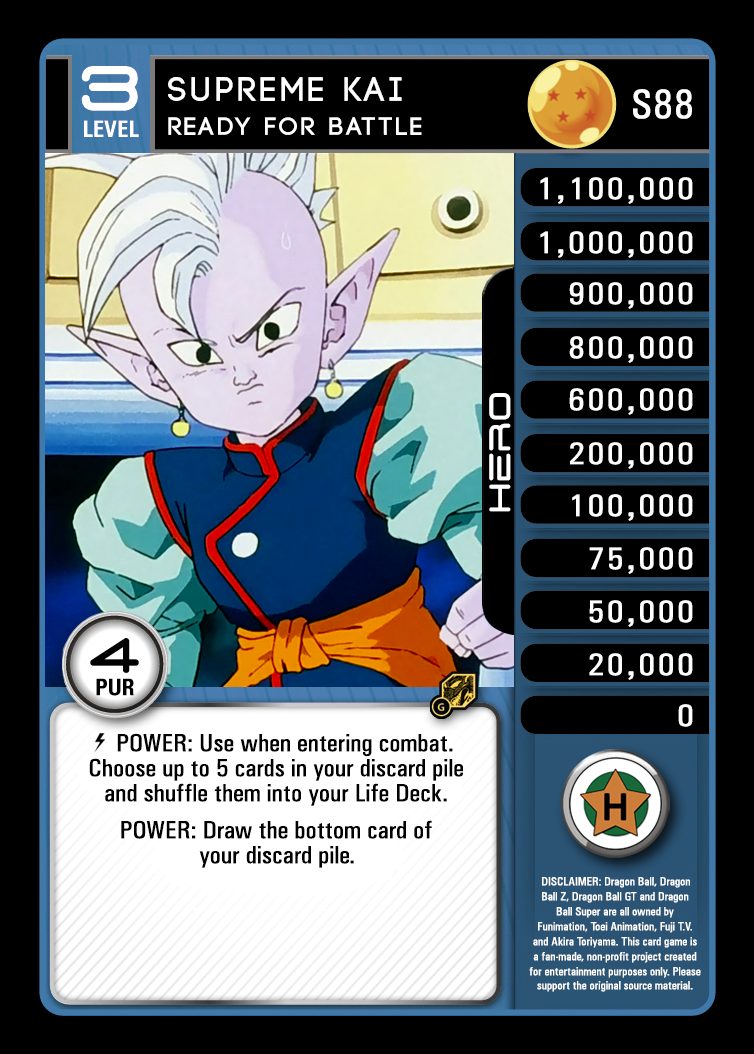 3
LEVEL
SUPREME KAI
READY FOR BATTLE
S88
1,100,000
1,000,000
900,000
800,000
600,000
200,000
100,000
75,000
50,000
20,000
0
HERO
4
PUR
G
POWER: Use when entering combat.
Choose up to 5 cards in your discard pile
and shuffle them into your Life Deck.
POWER: Draw the bottom card of
your discard pile.
H
DISCLAIMER: Dragon Ball, Dragon
Ball Z, Dragon Ball GT and Dragon
Ball Super are all owned by
Funimation, Toei Animation, Fuji T.V.
and Akira Toriyama. This card game is
a fan-made, non-profit project created
for entertainment purposes only. Please
support the original source material.